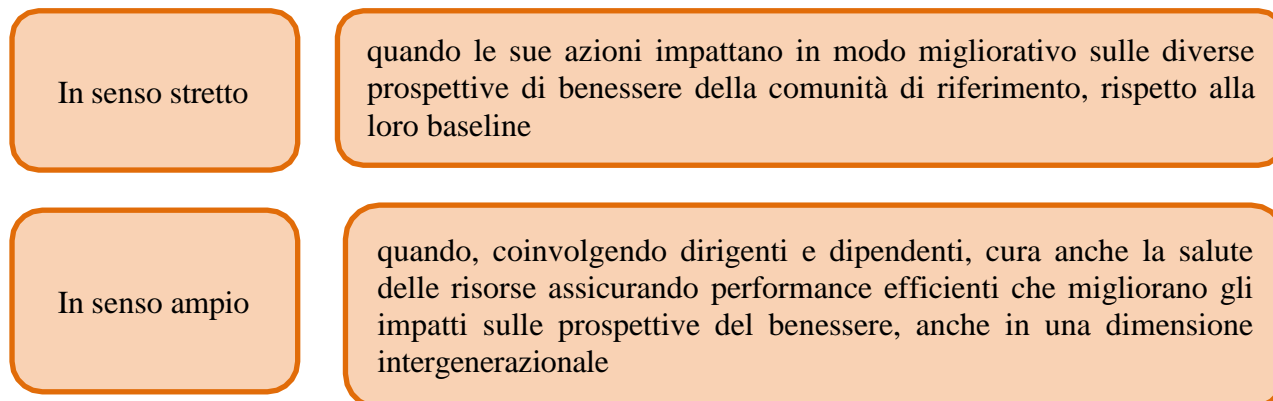 In senso stretto
quando le sue azioni impattano in modo migliorativo sulle diverse
prospettive di benessere della comunità di riferimento, rispetto alla
loro baseline
In senso ampio
quando, coinvolgendo dirigenti e dipendenti, cura anche la salute
delle risorse assicurando performance efficienti che migliorano gli
impatti sulle prospettive del benessere, anche in una dimensione
intergenerazionale